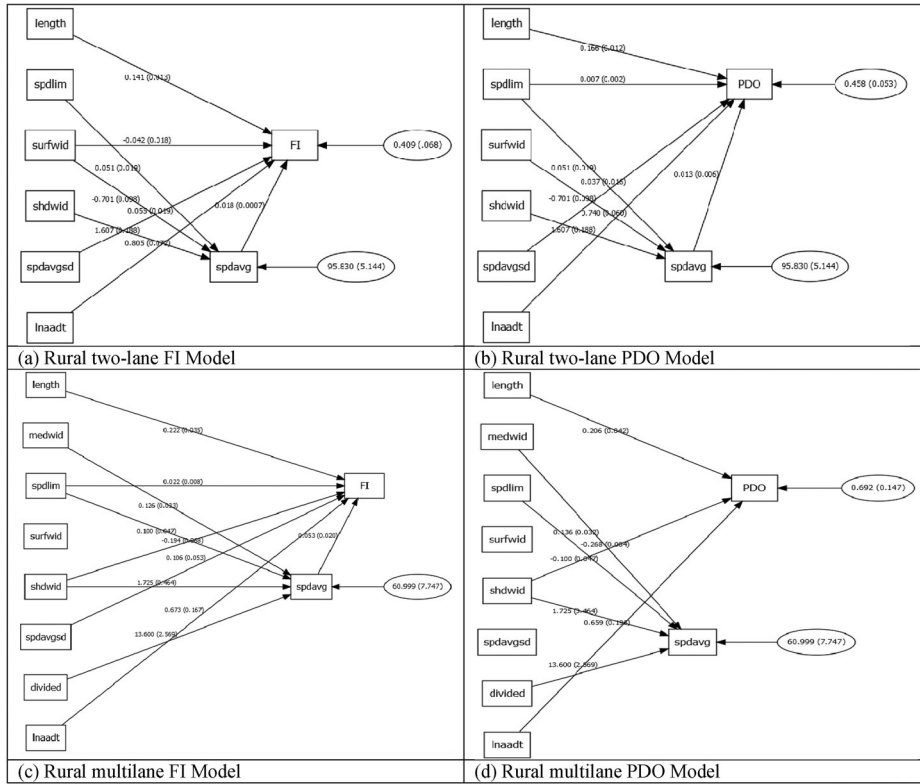 length
0.141 (0.013)
spdlim
surfwid
-0.042 (0.018)
FI
0.409 (.068)
0.051 (0.019)
shdwid
-0.701 (0.098)
0.055 (0.019)
0.018 (0.0007)
1.607 (0.188)
spdavgsd
0.805 (0.072)
spdavg
95.830 (5.144)
lnaadt
(a) Rural two-lane FI Model
length
0.166 (0.012)
spdlim
0.007 (0.002)
PDO
0.458 (0.053)
surfwid
0.051 (0.019)
0.037 (0.016)
0.013 (0.006)
shdwid
-0.701 (0.098)
0.740 (0.060)
1.607 (0.188)
spdavgsd
spdavg
95.830 (5.144)
lnaadt
(b) Rural two-lane PDO Model
length
0.222 (0.035)
medwid
spdlim
0.022 (0.008)
FI
0.126 (0.033)
surfwid
0.100 (0.047)
-0.194
0.053 (0.020)
0.106 (0.053)
shdwid
1.725 (0.464)
spdavg
60.999 (7.747)
0.673 (0.167)
spdavgsd
13.600 (2.569)
divided
lnaadt
(c) Rural multilane FI Model
length
0.206 (0.042)
medwid
spdlim
PDO
0.692 (0.147)
surfwid
0.136 (0.032)
-0.268 (0.084)
-0.100 (0.047)
shdwid
1.725 (0.464)
0.659
spdavgsd
spdavg
60.999 (7.747)
13.600 (2.569)
divided
lnaadt
(d) Rural multilane PDO Model